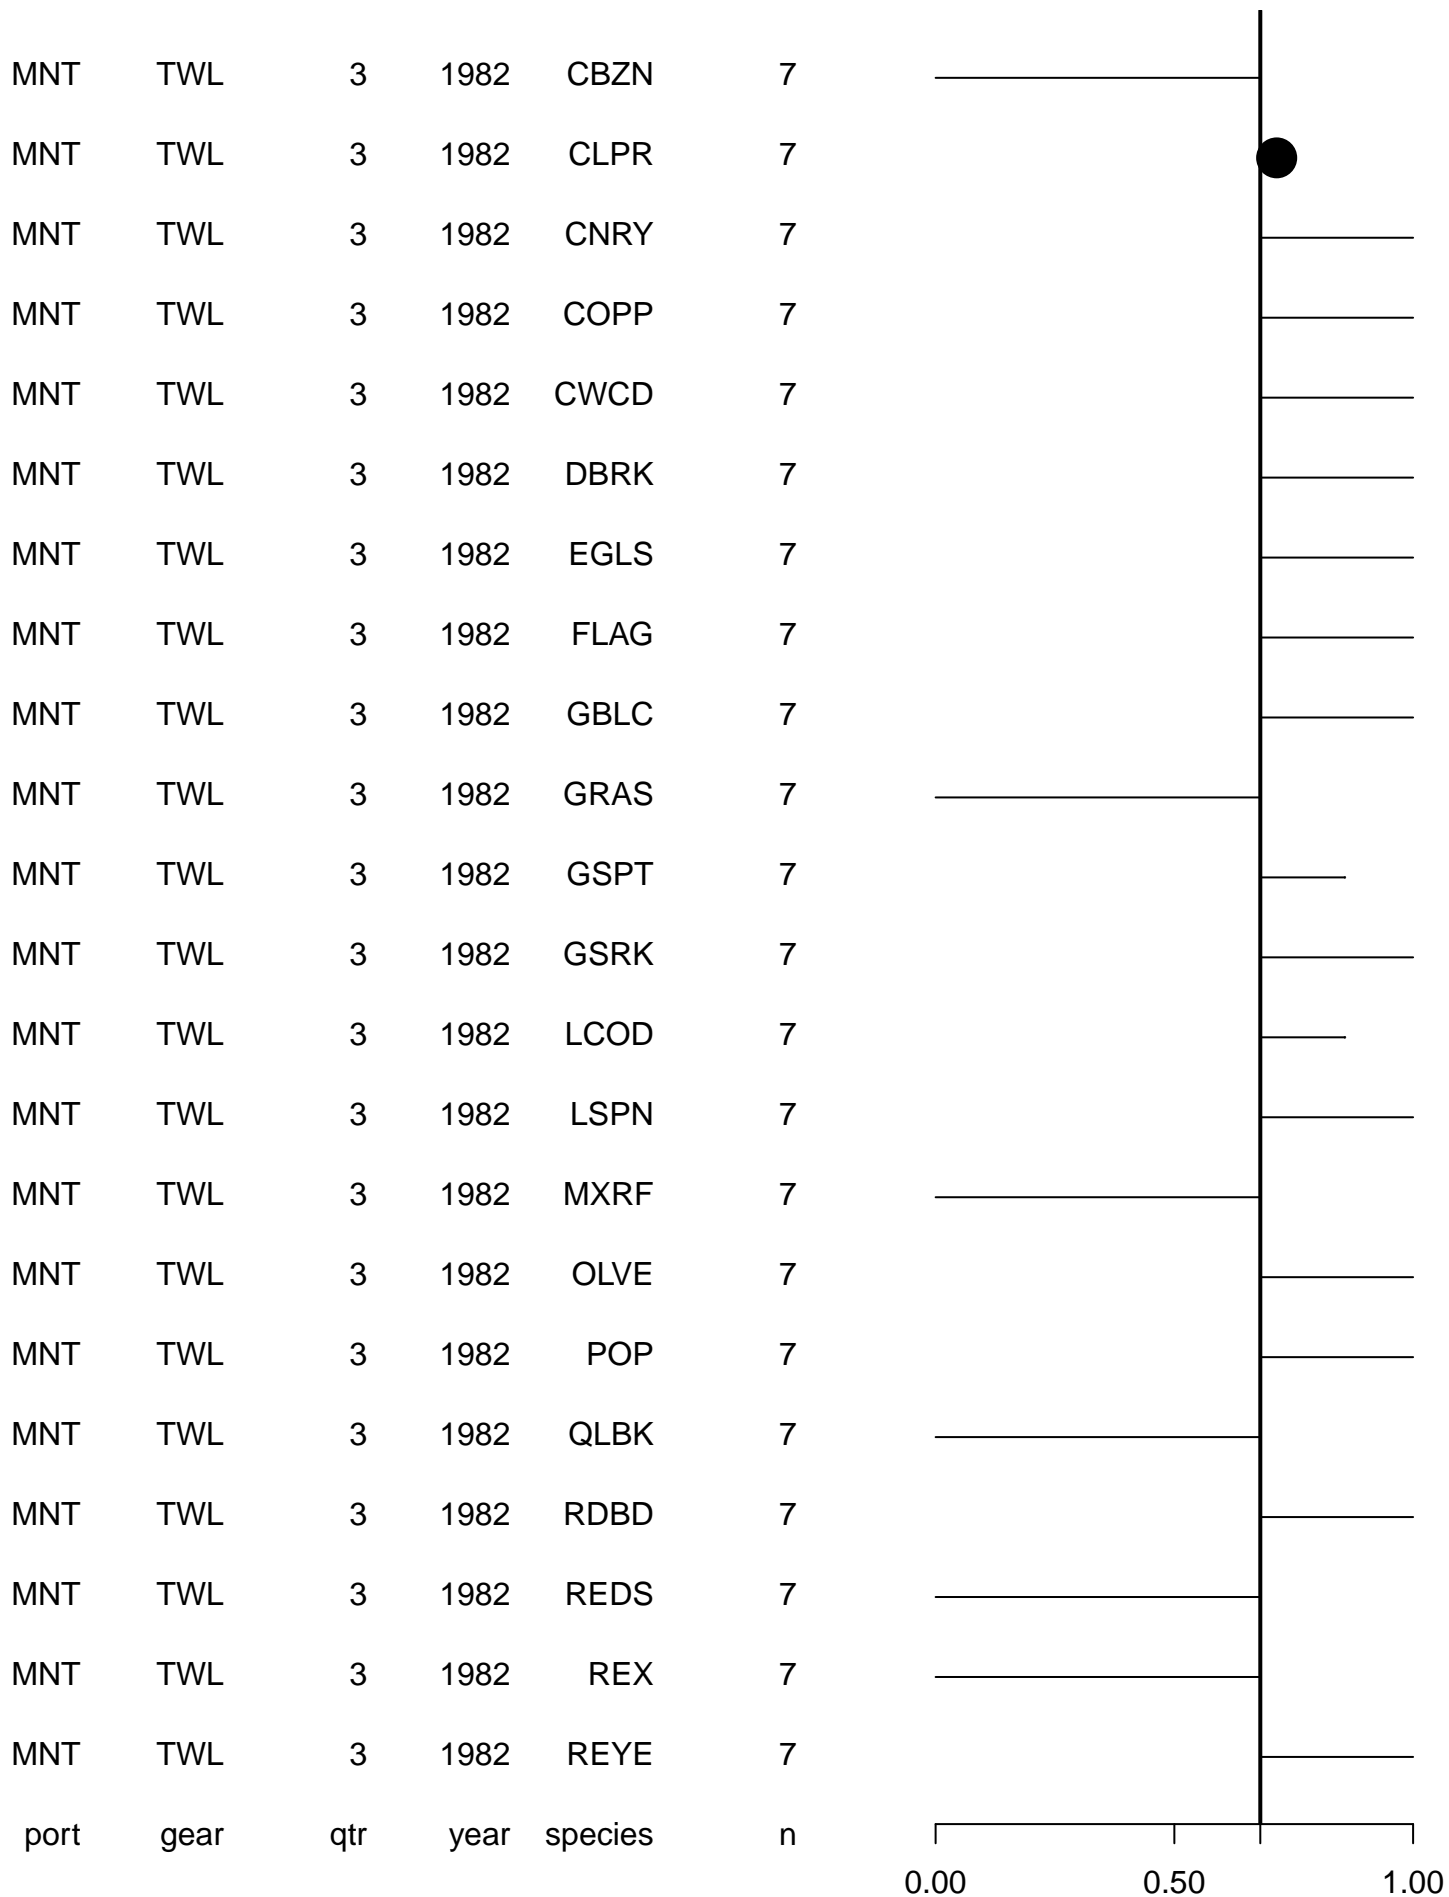 MNT TWL 3 1982 CBZN 7
MNT TWL 3 1982 CLPR 7
MNT TWL 3 1982 CNRY 7
MNT TWL 3 1982 COPP 7
MNT TWL 3 1982 CWCD 7
MNT TWL 3 1982 DBRK 7
MNT TWL 3 1982 EGLS 7
MNT TWL 3 1982 FLAG 7
MNT TWL 3 1982 GBLC 7
MNT TWL 3 1982 GRAS 7
MNT TWL 3 1982 GSPT 7
MNT TWL 3 1982 GSRK 7
MNT TWL 3 1982 LCOD 7
MNT TWL 3 1982 LSPN 7
MNT TWL 3 1982 MXRF 7
MNT TWL 3 1982 OLVE 7
MNT TWL 3 1982 POP 7
MNT TWL 3 1982 QLBK 7
MNT TWL 3 1982 RDBD 7
MNT TWL 3 1982 REDS 7
MNT TWL 3 1982 REX 7
MNT TWL 3 1982 REYE 7
port gear qtr year species n
0.00 0.50 1.00